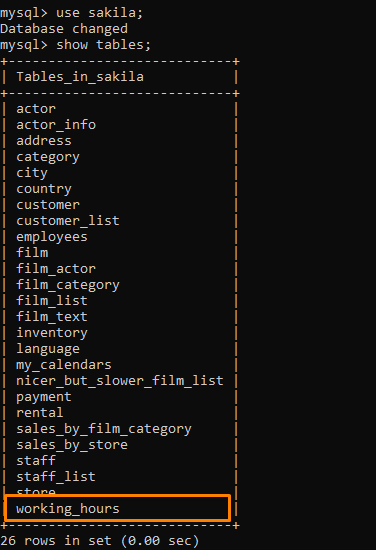 mysql> use sakila;
Database changed
mysql> show tables;
+----------------------------+
| Tables_in_sakila           |
+----------------------------+
| actor                      |
| actor_info                 |
| address                    |
| category                   |
| city                       |
| country                    |
| customer                   |
| customer_list              |
| employees                  |
| film                       |
| film_actor                 |
| film_category              |
| film_list                  |
| film_text                  |
| inventory                  |
| language                   |
| my_calendars               |
| nicer_but_slower_film_list |
| payment                    |
| rental                     |
| sales_by_film_category     |
| sales_by_store             |
| staff                      |
| staff_list                 |
| store                      |
| working_hours              |
+----------------------------+
26 rows in set (0.00 sec)